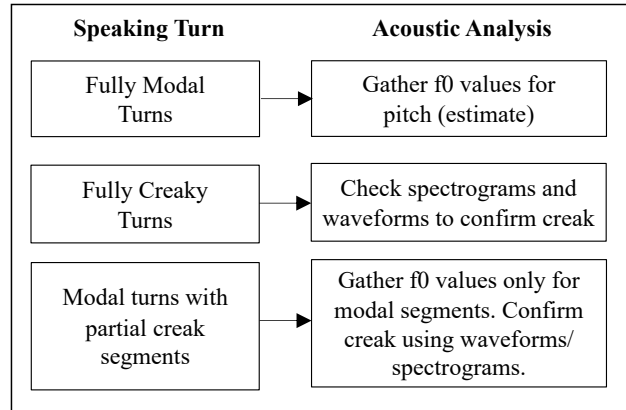 Speaking Turn
Acoustic Analysis
Fully Modal
Turns
Gather f0 values for
pitch (estimate)
Fully Creaky
Turns
Check spectrograms and
waveforms to confirm creak
Modal turns with
partial creak
segments
Gather f0 values only for
modal segments. Confirm
creak using waveforms/
spectrograms.